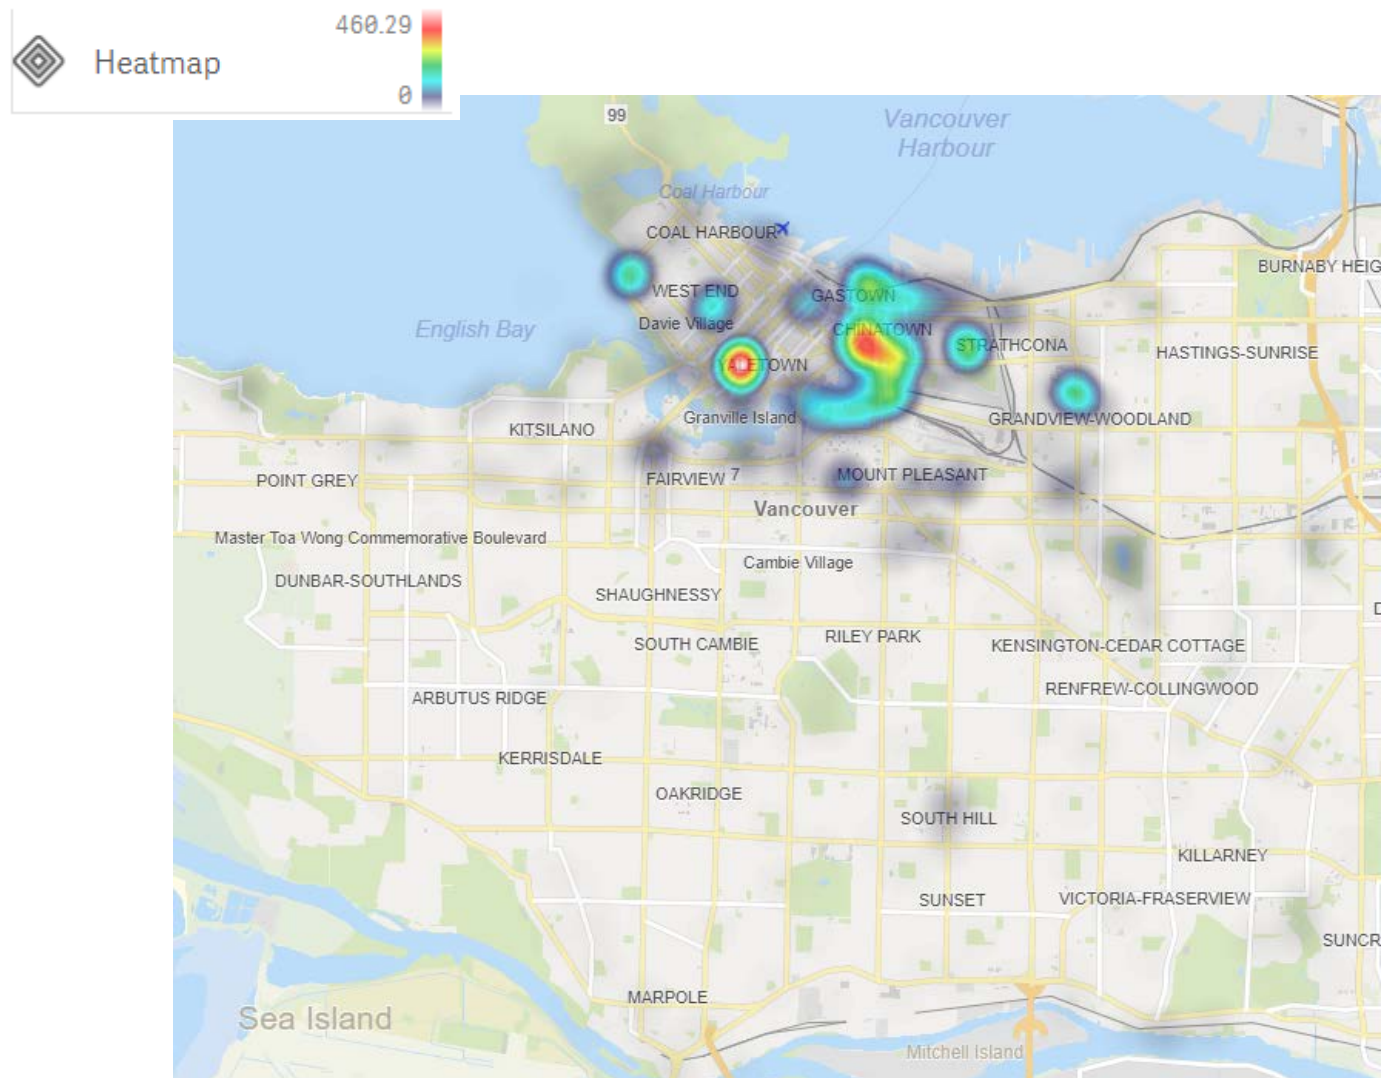 460.29
Heatmap
0
99
Vancouver
Harbour
Coal Harbour
COAL HARBOUR
BURNABY HEIG
WEST END
GASTOWN
Davie Village
English Bay
CHINATOWN
STRATHCONA
HASTINGS-SUNRISE
YALETOWN
Granville Island
GRANDVIEW-WOODLAND
KITSILANO
POINT GREY
FAIRVIEW 7
MOUNT PLEASANT
Vancouver
Master Toa Wong Commemorative Boulevard
Cambie Village
DUNBAR-SOUTHLANDS
SHAUGHNESSY
D
RILEY PARK
SOUTH CAMBIE
KENSINGTON-CEDAR COTTAGE
ARBUTUS RIDGE
RENFREW-COLLINGWOOD
KERRISDALE
OAKRIDGE
SOUTH HILL
KILLARNEY
SUNSET
VICTORIA-FRASERVIEW
SUNCR
MARPOLE
Sea Island
Mitchell Island